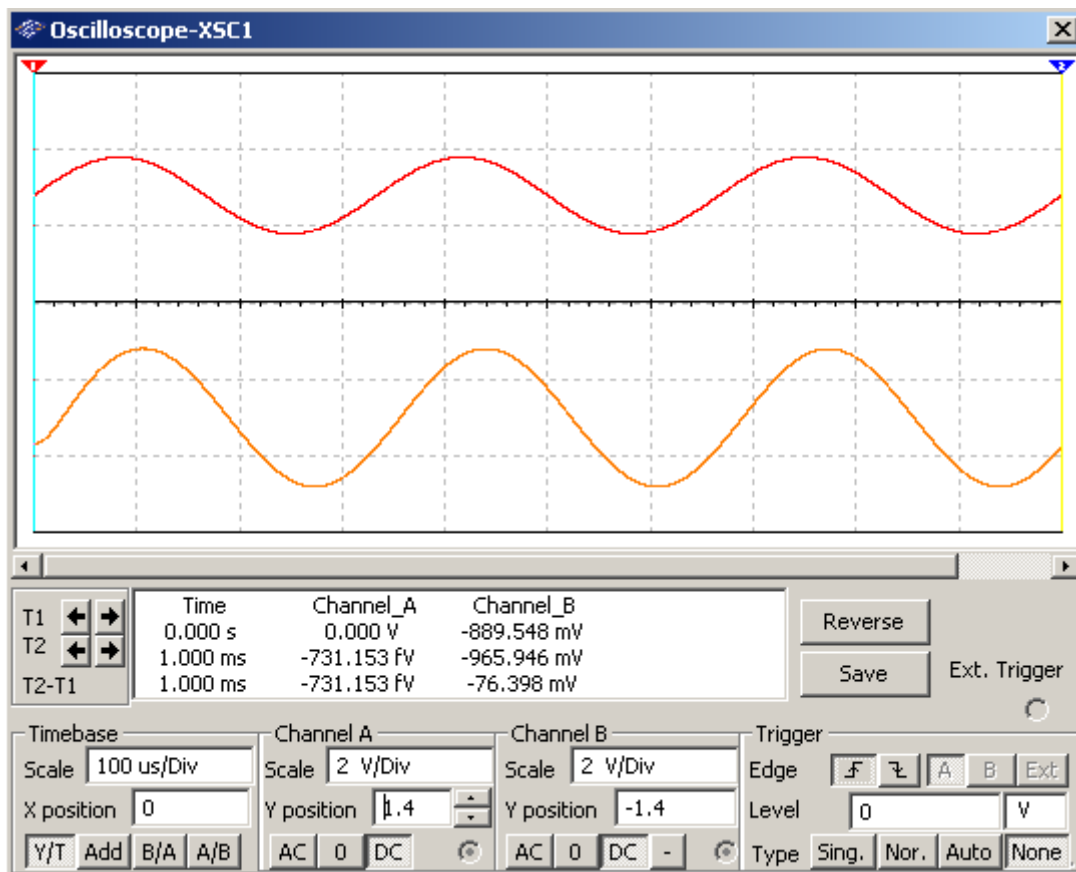 Oscilloscope-XSC1
1 2
Time Channel_A Channel_B
T1 0.000 s 0.000 V -889.548 mV
T2 1.000 ms -731.153 fV -965.946 mV
T2-T1 1.000 ms -731.153 fV -76.398 mV
Reverse
Save
Ext. Trigger
Timebase
Scale 100 us/Div
X position 0
Y/T Add B/A A/B
Channel A
Scale 2 V/Div
Y position 1.4
AC 0 DC
Channel B
Scale 2 V/Div
Y position -1.4
AC 0 DC -
Trigger
Edge A B Ext
Level 0 V
Type Sing. Nor. Auto None